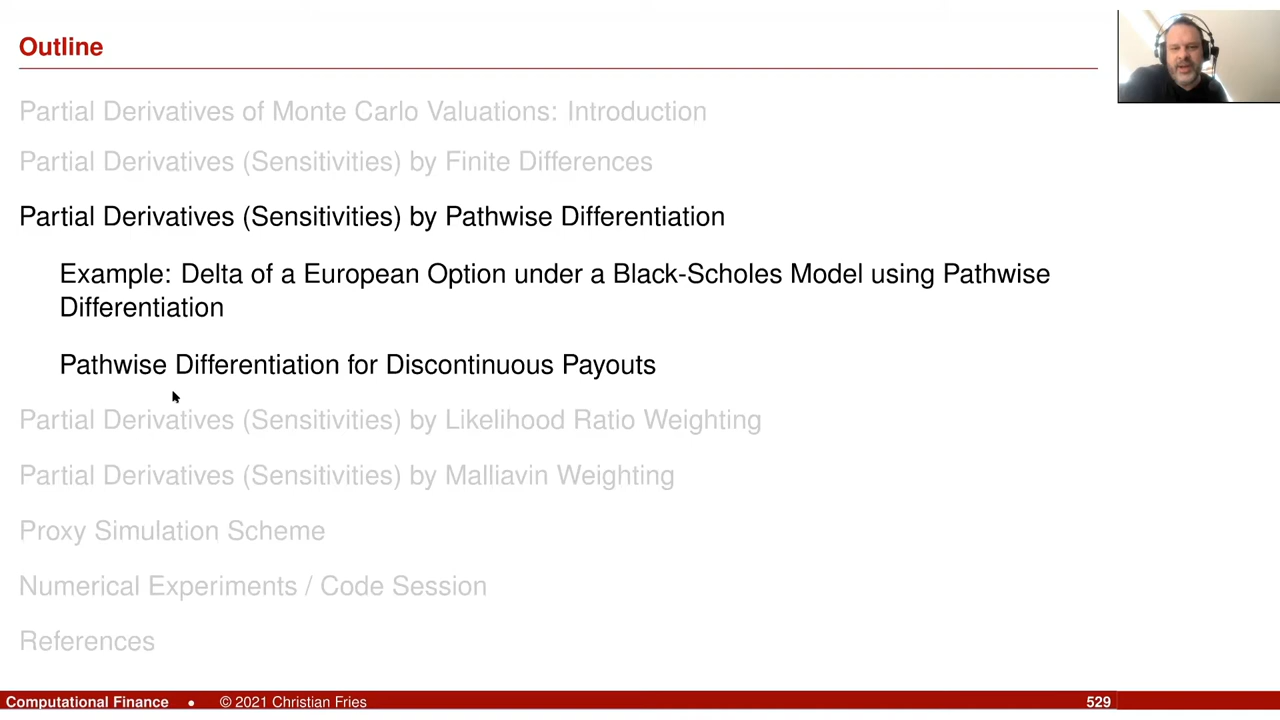 Outline
Partial Derivatives of Monte Carlo Valuations: Introduction
Partial Derivatives (Sensitivities) by Finite Differences
Partial Derivatives (Sensitivities) by Pathwise Differentiation
Example: Delta of a European Option under a Black-Scholes Model using Pathwise
Differentiation
Pathwise Differentiation for Discontinuous Payouts
Partial Derivatives (Sensitivities) by Likelihood Ratio Weighting
Partial Derivatives (Sensitivities) by Malliavin Weighting
Proxy Simulation Scheme
Numerical Experiments / Code Session
References
Computational Finance • © 2021 Christian Fries 529